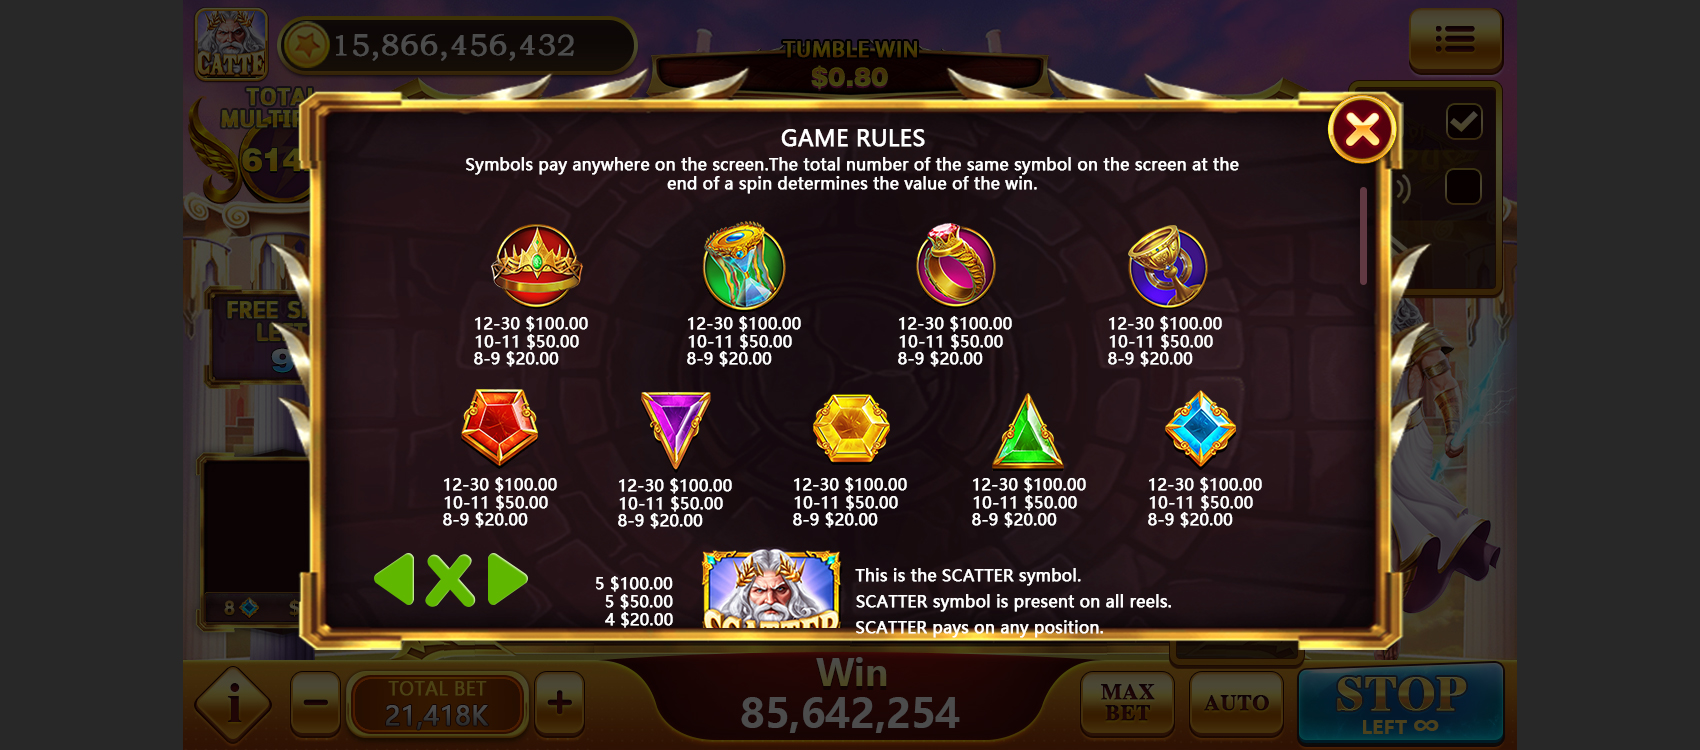 15,866,456,432
TUMBLE WIN
$0.80
TOTAL
614
GAME RULES
Symbols pay anywhere on the screen.The total number of the same symbol on the screen at the
end of a spin determines the value of the win.
12-30 $100.00
10-11 $50.00
8-9 $20.00
12-30 $100.00
10-11 $50.00
8-9 $20.00
12-30 $100.00
10-11 $50.00
8-9 $20.00
12-30 $100.00
10-11 $50.00
8-9 $20.00
FREE
9
12-30 $100.00
10-11 $50.00
8-9 $20.00
12-30 $100.00
10-11 $50.00
8-9 $20.00
12-30 $100.00
10-11 $50.00
8-9 $20.00
12-30 $100.00
10-11 $50.00
8-9 $20.00
12-30 $100.00
10-11 $50.00
8-9 $20.00
5 $100.00
5 $50.00
4 $20.00
SCATTER
This is the SCATTER symbol.
SCATTER symbol is present on all reels.
SCATTER pays on any position.
8
i
−
TOTAL BET
21,418K
+
Win
85,642,254
MAX
BET
AUTO
STOP
LEFT ∞